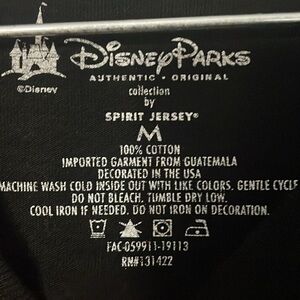 Disney Parks
AUTHENTIC · ORIGINAL
©Disney
collection
by
SPIRIT JERSEY®
M
100% COTTON
IMPORTED GARMENT FROM GUATEMALA
DECORATED IN THE USA
MACHINE WASH COLD INSIDE OUT WITH LIKE COLORS. GENTLE CYCLE
DO NOT BLEACH. TUMBLE DRY LOW.
COOL IRON IF NEEDED. DO NOT IRON ON DECORATION.
FAC-059911-19113
RN#131422